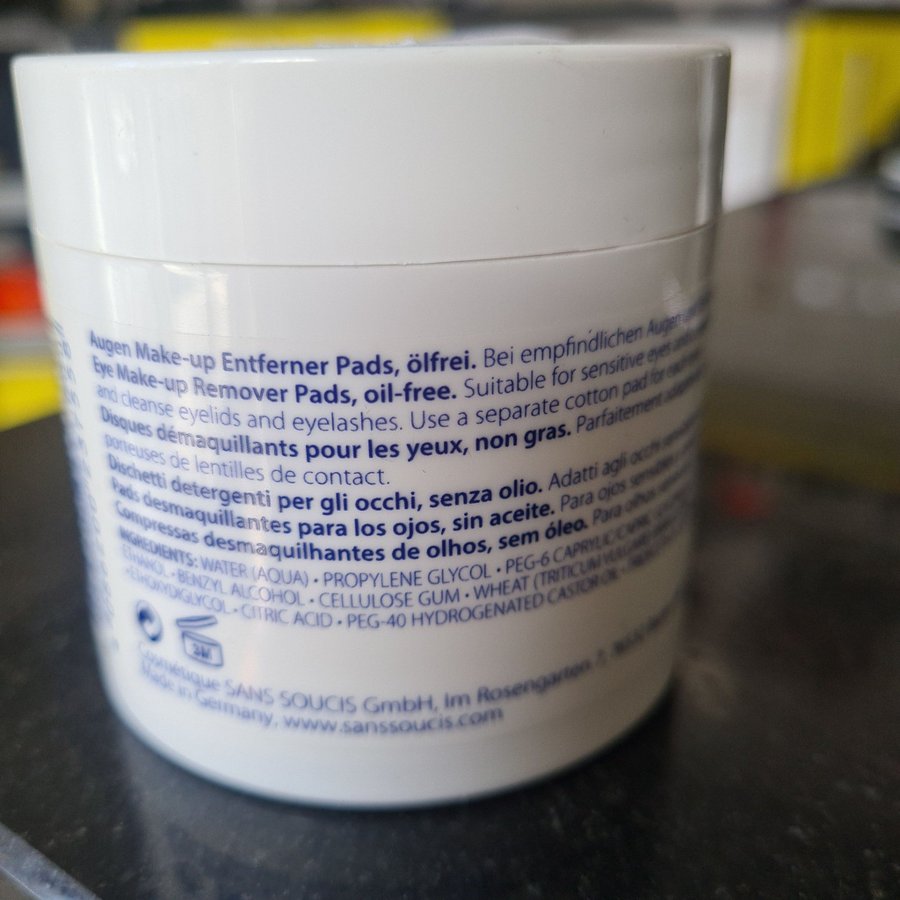 Augen Make-up Entferner Pads, ölfrei. Bei empfindlichen Augen
Eye Make-up Remover Pads, oil-free. Suitable for sensitive eyes
and cleanse eyelids and eyelashes. Use a separate cotton pad for
Disques démaquillants pour les yeux, non gras. Parfaitement
porteuses de lentilles de contact.
Dischetti detergenti per gli occhi, senza olio. Adatti agli occhi
Pads desmaquillantes para los ojos, sin aceite. Para ojos
Compressas desmaquilhantes de olhos, sem óleo. Para olhos
INGREDIENTS: WATER (AQUA) • PROPYLENE GLYCOL • PEG-6 CAPRYLIC/CAPRIC
ETHANOL • BENZYL ALCOHOL • CELLULOSE GUM • WHEAT (TRITICUM VULGARE)
• ETHOXYDIGLYCOL • CITRIC ACID • PEG-40 HYDROGENATED CASTOR OIL •
Cosmétique SANS SOUCIS GmbH, Im Rosengarten 7,
Made in Germany, www.sanssoucis.com